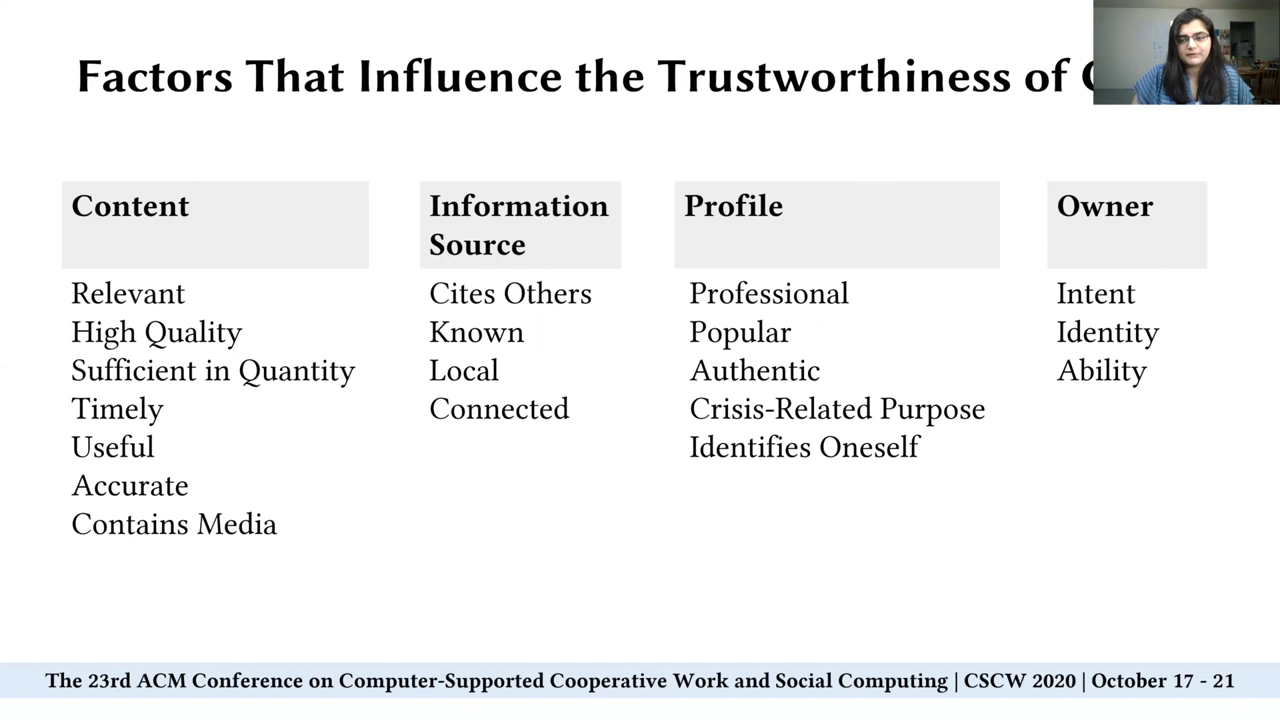 Factors That Influence the Trustworthiness of
Content
Relevant
High Quality
Sufficient in Quantity
Timely
Useful
Accurate
Contains Media
Information
Source
Cites Others
Known
Local
Connected
Profile
Professional
Popular
Authentic
Crisis-Related Purpose
Identifies Oneself
Owner
Intent
Identity
Ability
The 23rd ACM Conference on Computer-Supported Cooperative Work and Social Computing | CSCW 2020 | October 17 - 21